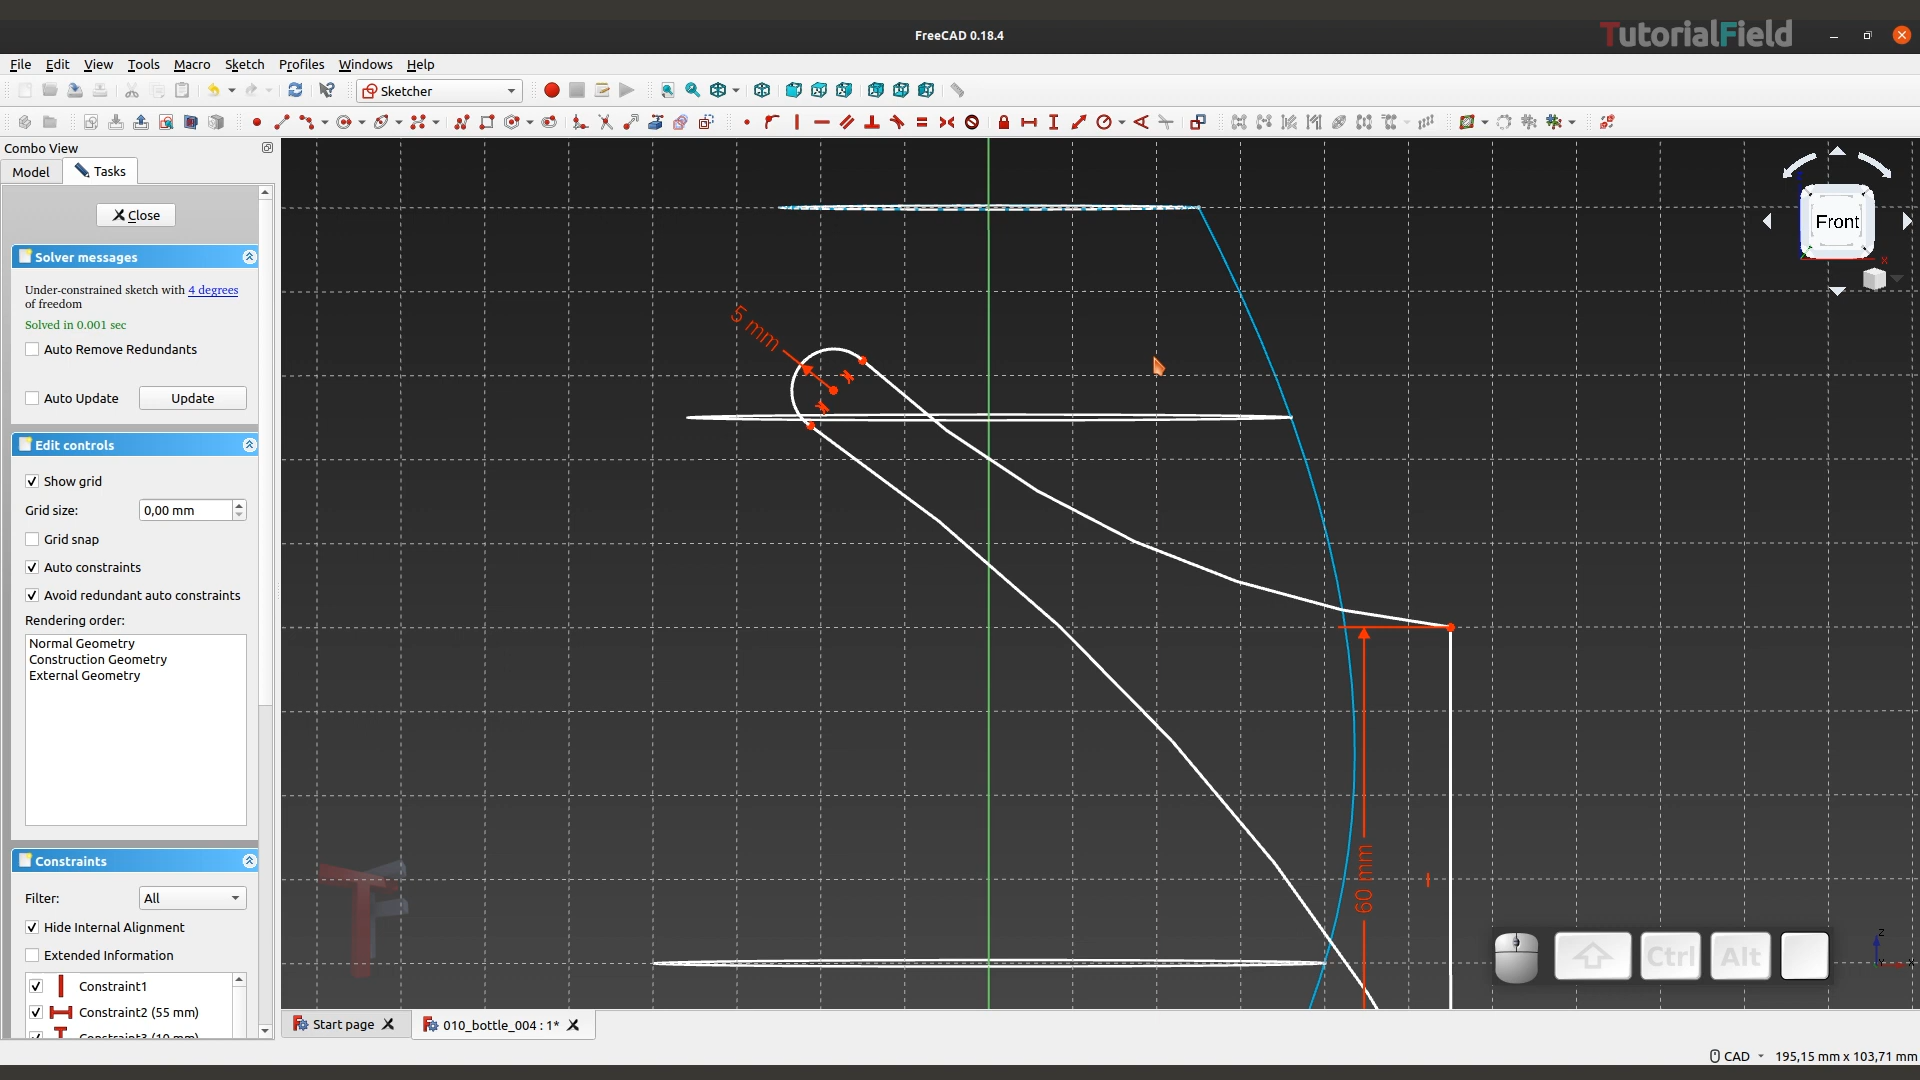 TutorialField
FreeCAD 0.18.4
File Edit View Tools Macro Sketch Profiles Windows Help
Sketcher
Combo View
Model Tasks
Close
Solver messages
Under-constrained sketch with 4 degrees
of freedom
Solved in 0.001 sec
Auto Remove Redundants
Auto Update Update
Edit controls
Show grid
Grid size: 0,00 mm
Grid snap
Auto constraints
Avoid redundant auto constraints
Rendering order:
Normal Geometry
Construction Geometry
External Geometry
Constraints
Filter: All
Hide Internal Alignment
Extended Information
Constraint1
Constraint2 (55 mm)
5 mm
60 mm
Front
x
TF
Ctrl Alt
z
Start page 010_bottle_004 : 1*
CAD 195,15 mm x 103,71 mm